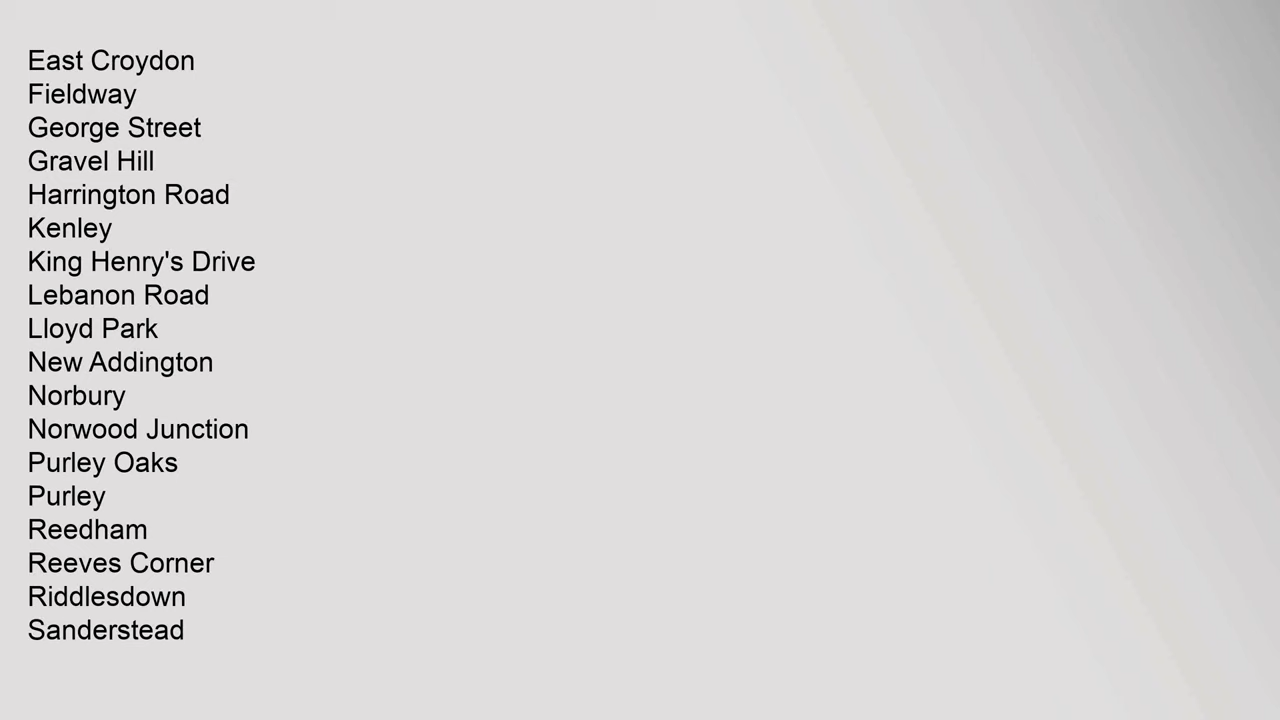 East Croydon
Fieldway
George Street
Gravel Hill
Harrington Road
Kenley
King Henry's Drive
Lebanon Road
Lloyd Park
New Addington
Norbury
Norwood Junction
Purley Oaks
Purley
Reedham
Reeves Corner
Riddlesdown
Sanderstead